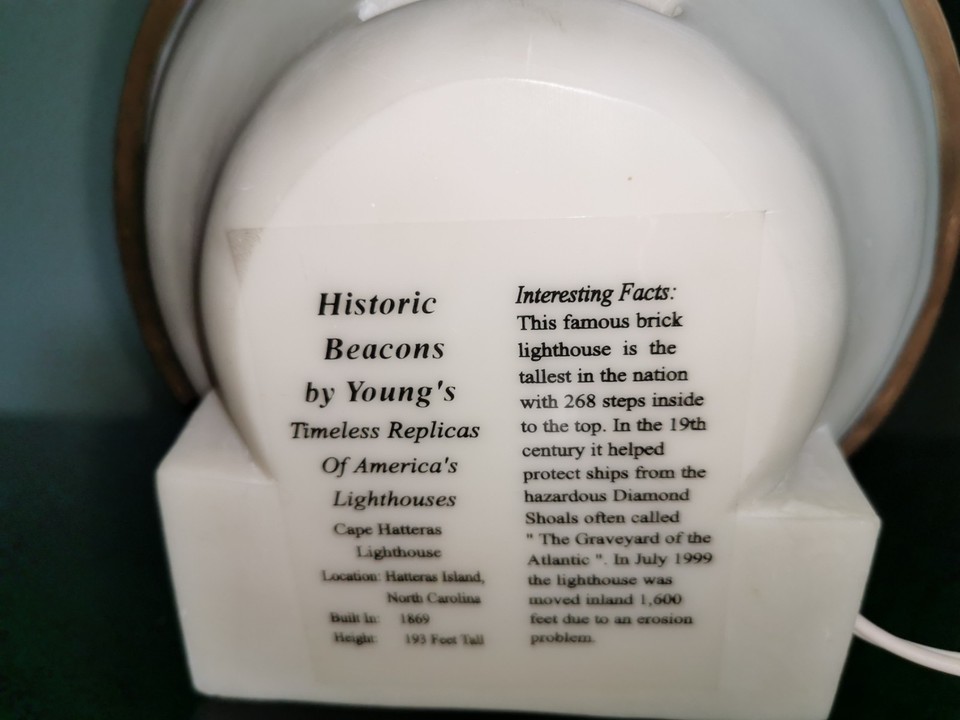 Historic
Beacons
by Young's
Timeless Replicas
Of America's
Lighthouses
Cape Hatteras
Lighthouse
Location: Hatteras Island,
North Carolina
Built In: 1869
Height: 193 Feet Tall
Interesting Facts:
This famous brick
lighthouse is the
tallest in the nation
with 268 steps inside
to the top. In the 19th
century it helped
protect ships from the
hazardous Diamond
Shoals often called
" The Graveyard of the
Atlantic ". In July 1999
the lighthouse was
moved inland 1,600
feet due to an erosion
problem.